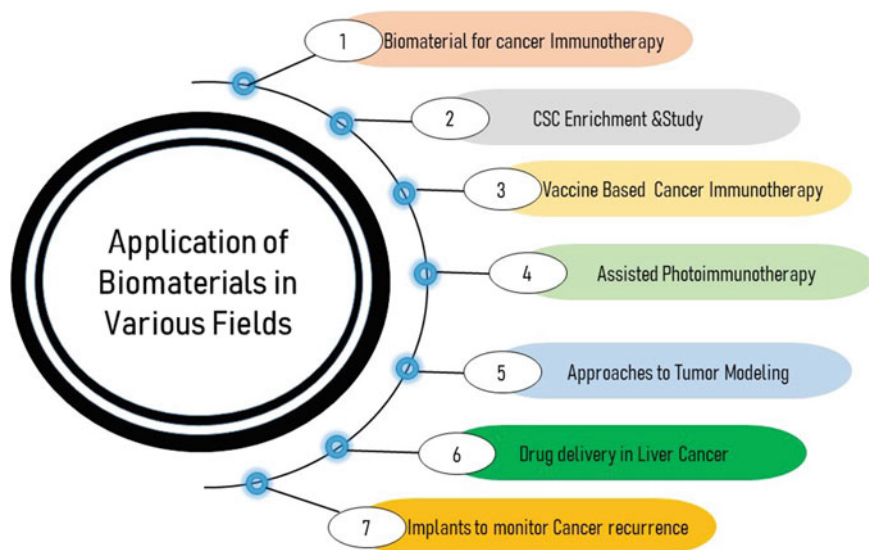 Application of
Biomaterials in
Various Fields
1 Biomaterial for cancer Immunotherapy
2 CSC Enrichment &Study
3 Vaccine Based Cancer Immunotherapy
4 Assisted Photoimmunotherapy
5 Approaches to Tumor Modeling
6 Drug delivery in Liver Cancer
7 Implants to monitor Cancer recurrence